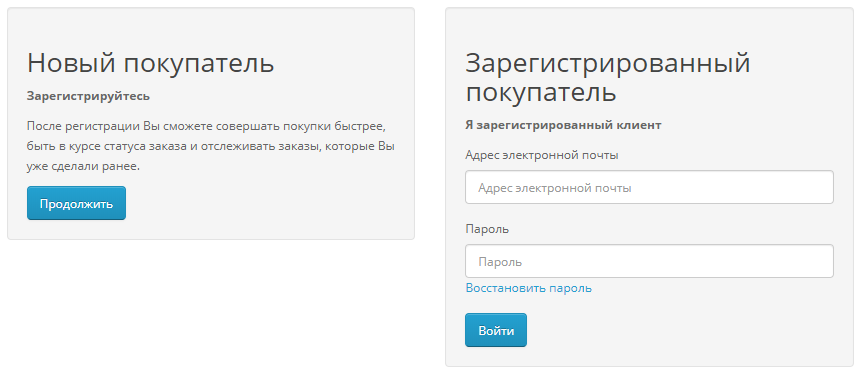 Новый покупатель
Зарегистрируйтесь
После регистрации Вы сможете совершать покупки быстрее,
быть в курсе статуса заказа и отслеживать заказы, которые Вы
уже сделали ранее.
Продолжить
Зарегистрированный
покупатель
Я зарегистрированный клиент
Адрес электронной почты
Адрес электронной почты
Пароль
Пароль
Восстановить пароль
Войти